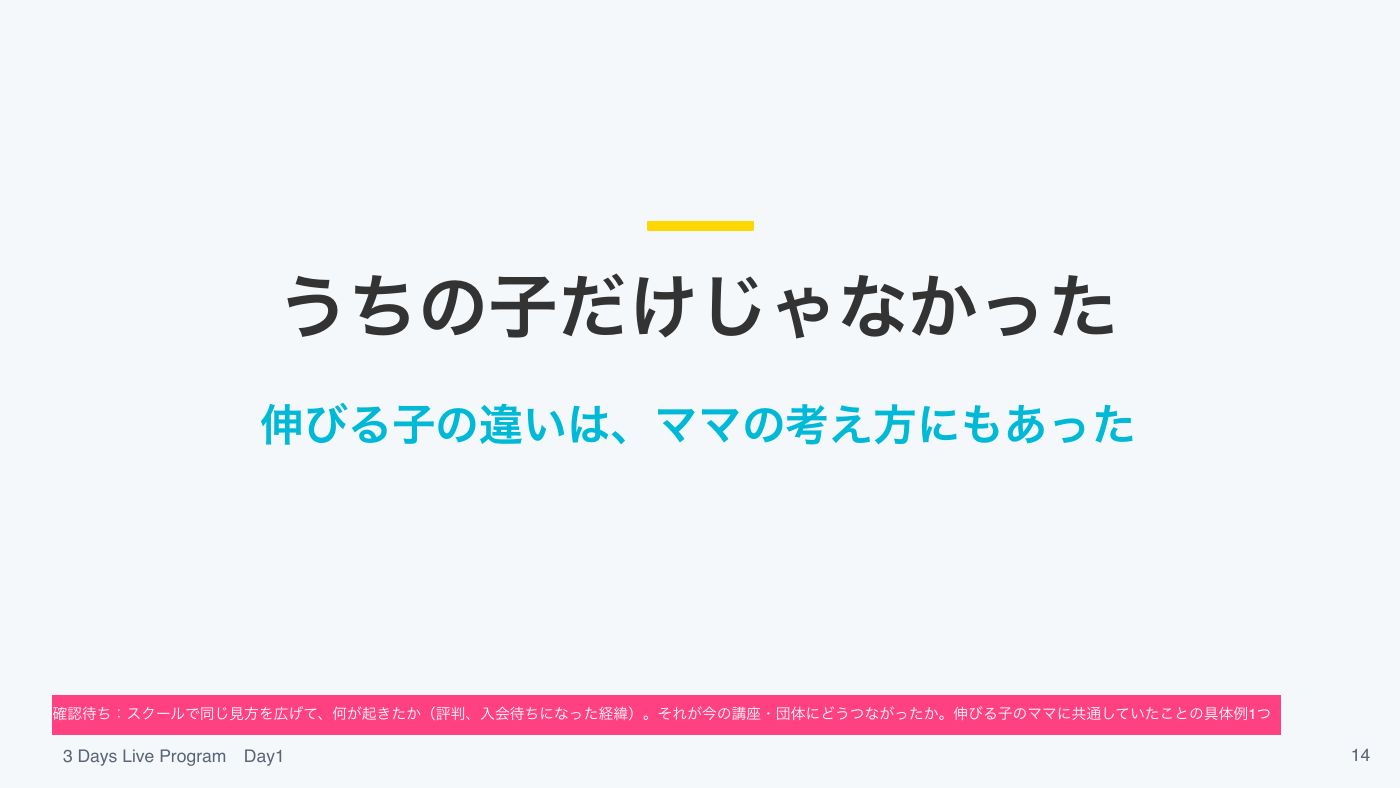 うちの子だけじゃなかった
伸びる子の違いは、ママの考え方にもあった
確認待ち：スクールで同じ見方を広げて、何が起きたか（評判、入会待ちになった経緯）。それが今の講座・団体にどうつながったか。伸びる子のママに共通していたことの具体例1つ
3 Days Live Program　Day1
14